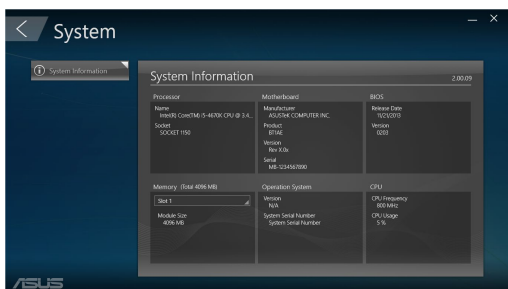 System
System Information
System Information
2.00.09
Processor
Name
Intel(R) Core(TM) i5-4670K CPU @ 3.4...
Socket
SOCKET 1150
Motherboard
Manufacturer
ASUSTeK COMPUTER INC.
Product
BT1AE
Version
Rev X.0x
Serial
MB-1234567890
BIOS
Release Date
11/21/2013
Version
0203
Memory (Total 4096 MB)
Slot 1
Module Size
4096 MB
Operation System
Version
N/A
System Serial Number
System Serial Number
CPU
CPU Frequency
800 MHz
CPU Usage
5 %
ASUS